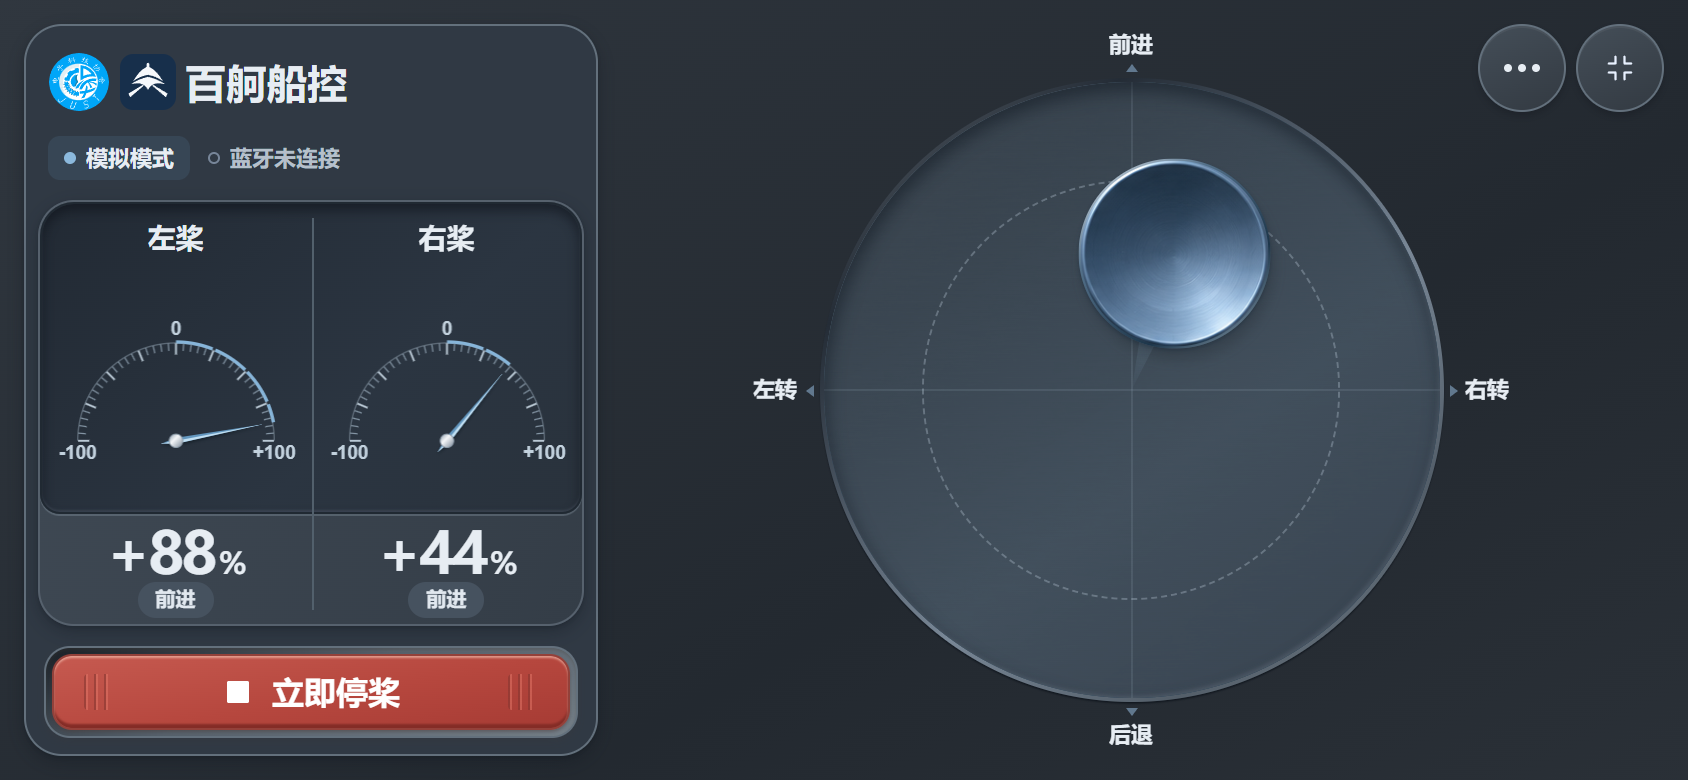 百舸船控
模拟模式
蓝牙未连接
左桨
右桨
0
-100
+100
0
-100
+100
+88%
前进
+44%
前进
立即停桨
前进
左转
右转
后退